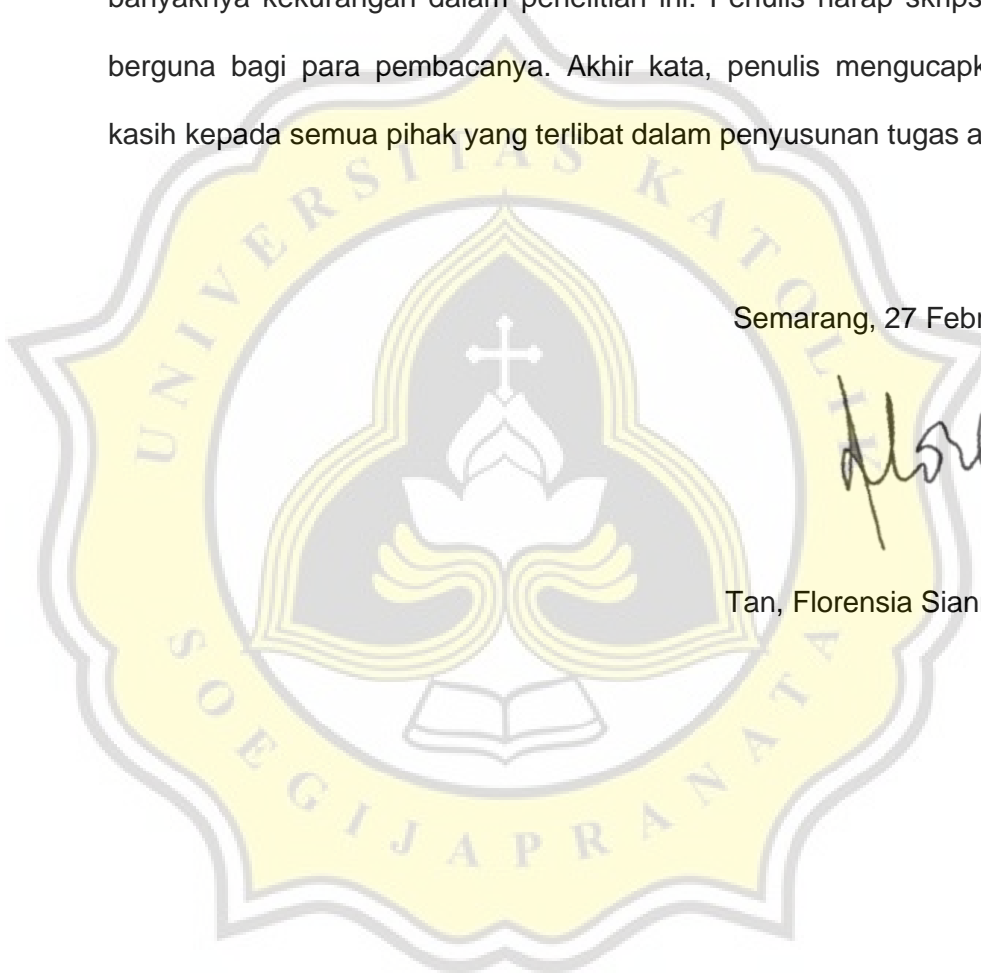 banyaknya kekurangan dalam penelitian ini. Penulis harap skrips
berguna bagi para pembacanya. Akhir kata, penulis mengucapk
kasih kepada semua pihak yang terlibat dalam penyusunan tugas a
UNIVERSITAS KATOLIK
Semarang, 27 Febr
Tan, Florensia Sian
SOEGIJAPRANATA